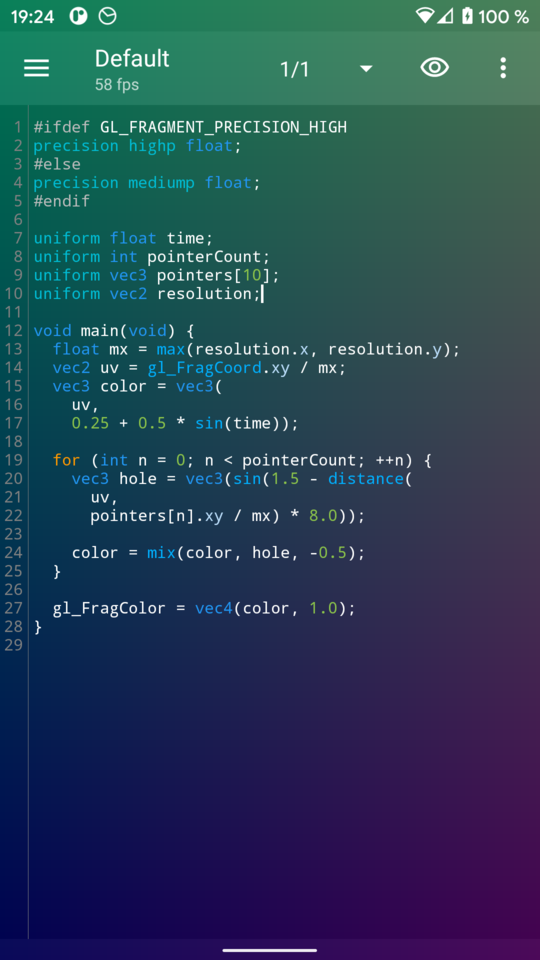 19:24 100 %
Default
58 fps
1/1
1 #ifdef GL_FRAGMENT_PRECISION_HIGH
2 precision highp float;
3 #else
4 precision mediump float;
5 #endif
6
7 uniform float time;
8 uniform int pointerCount;
9 uniform vec3 pointers[10];
10 uniform vec2 resolution;
11
12 void main(void) {
13   float mx = max(resolution.x, resolution.y);
14   vec2 uv = gl_FragCoord.xy / mx;
15   vec3 color = vec3(
16     uv,
17     0.25 + 0.5 * sin(time));
18
19   for (int n = 0; n < pointerCount; ++n) {
20     vec3 hole = vec3(sin(1.5 - distance(
21       uv,
22       pointers[n].xy / mx) * 8.0));
23
24     color = mix(color, hole, -0.5);
25   }
26
27   gl_FragColor = vec4(color, 1.0);
28 }
29